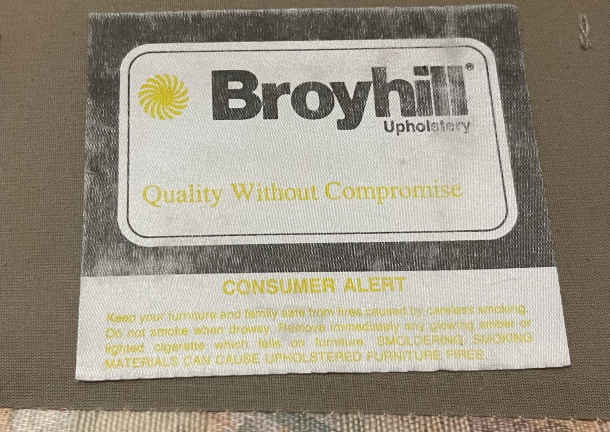 Broyhill®
Upholstery
Quality Without Compromise
CONSUMER ALERT
Keep your furniture and family safe from fires caused by careless smoking.
Do not smoke when drowsy. Remove immediately any glowing amber or
lighted cigarette which falls on furniture. SMOLDERING SMOKING
MATERIALS CAN CAUSE UPHOLSTERED FURNITURE FIRES.